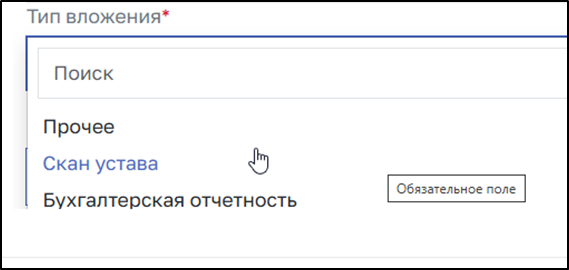 Тип вложения*
Поиск
Прочее
Скан устава
Бухгалтерская отчетность
Обязательное поле